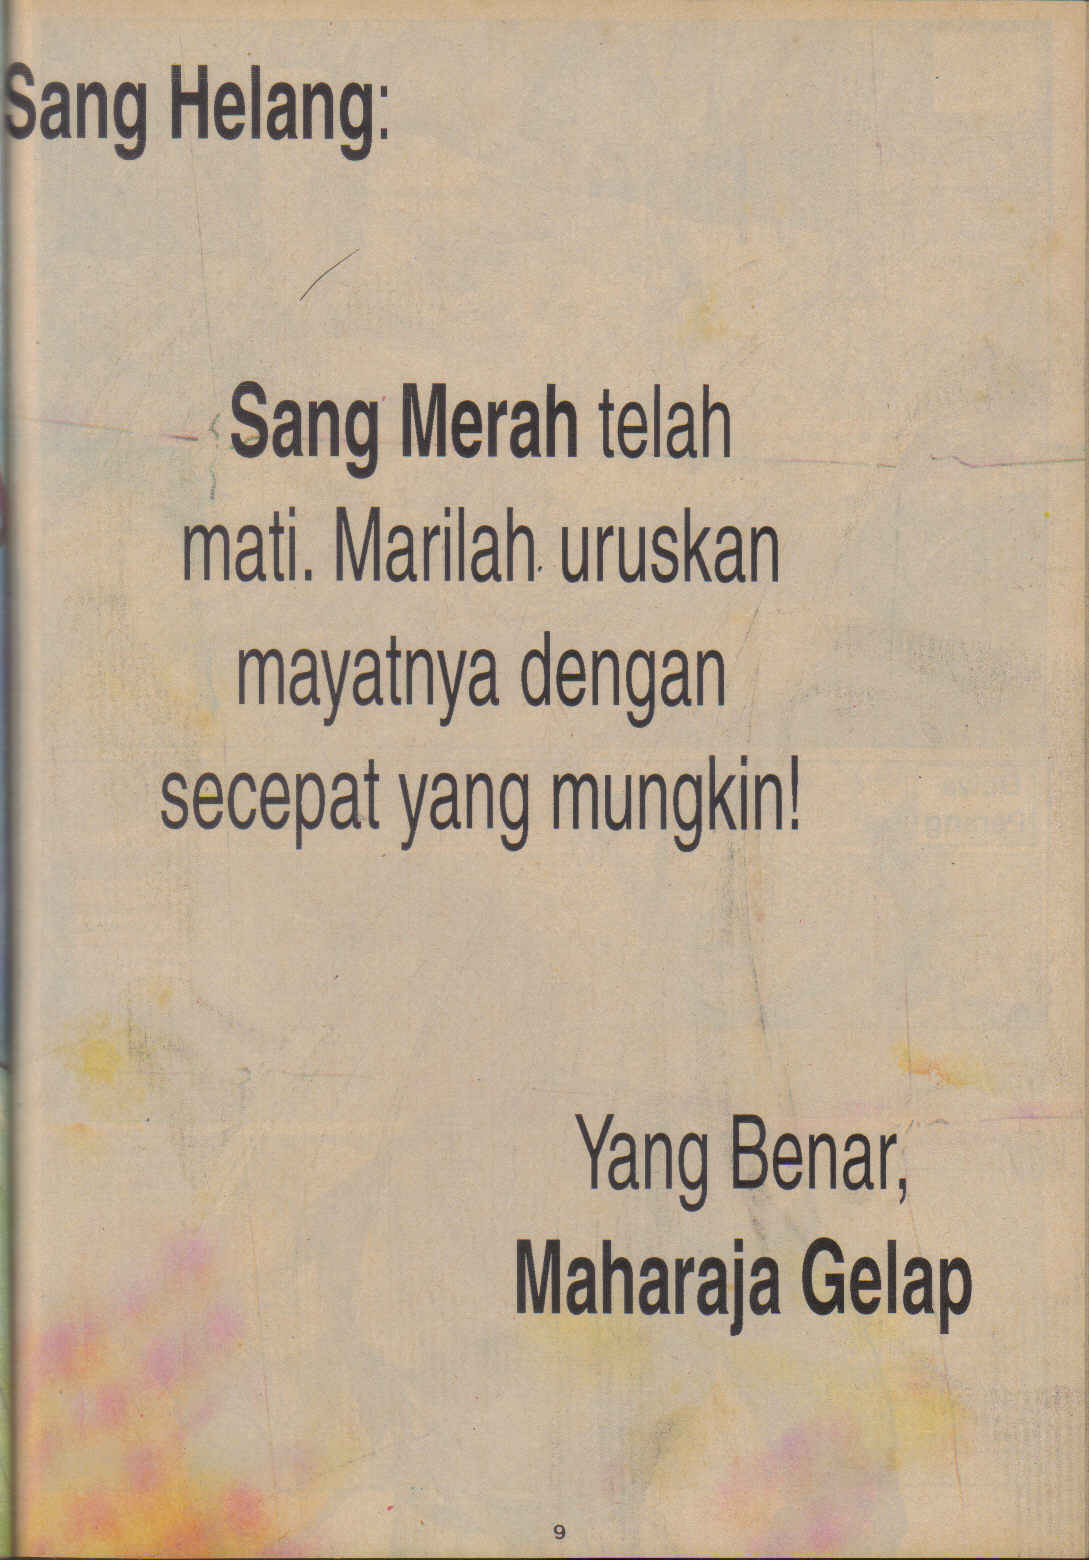 Sang Helang:
Sang Merah telah
mati. Marilah uruskan
mayatnya dengan
secepat yang mungkin!
Yang Benar,
Maharaja Gelap
9